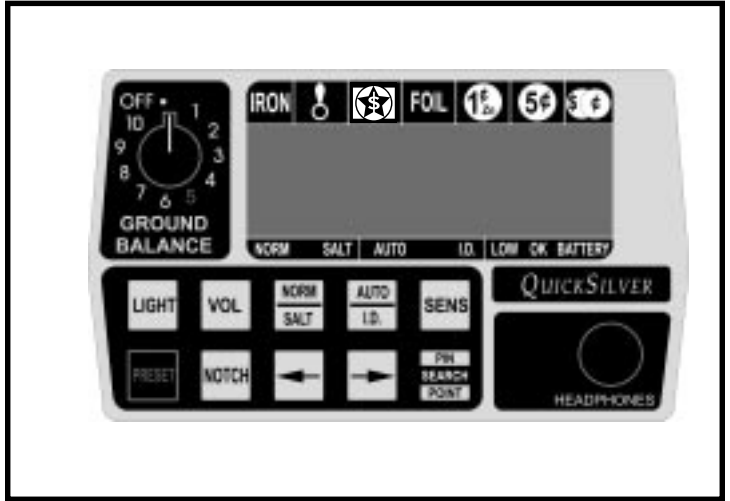 OFF
1
2
3
4
5
6
7
8
9
10
GROUND
BALANCE
IRON $ FOIL 1¢ 5¢ $ ¢
NORM SALT AUTO I.D. LOW OK BATTERY
QUICKSILVER
LIGHT VOL NORM SALT AUTO I.D. SENS
PRESET NOTCH PIN SEARCH POINT
HEADPHONES